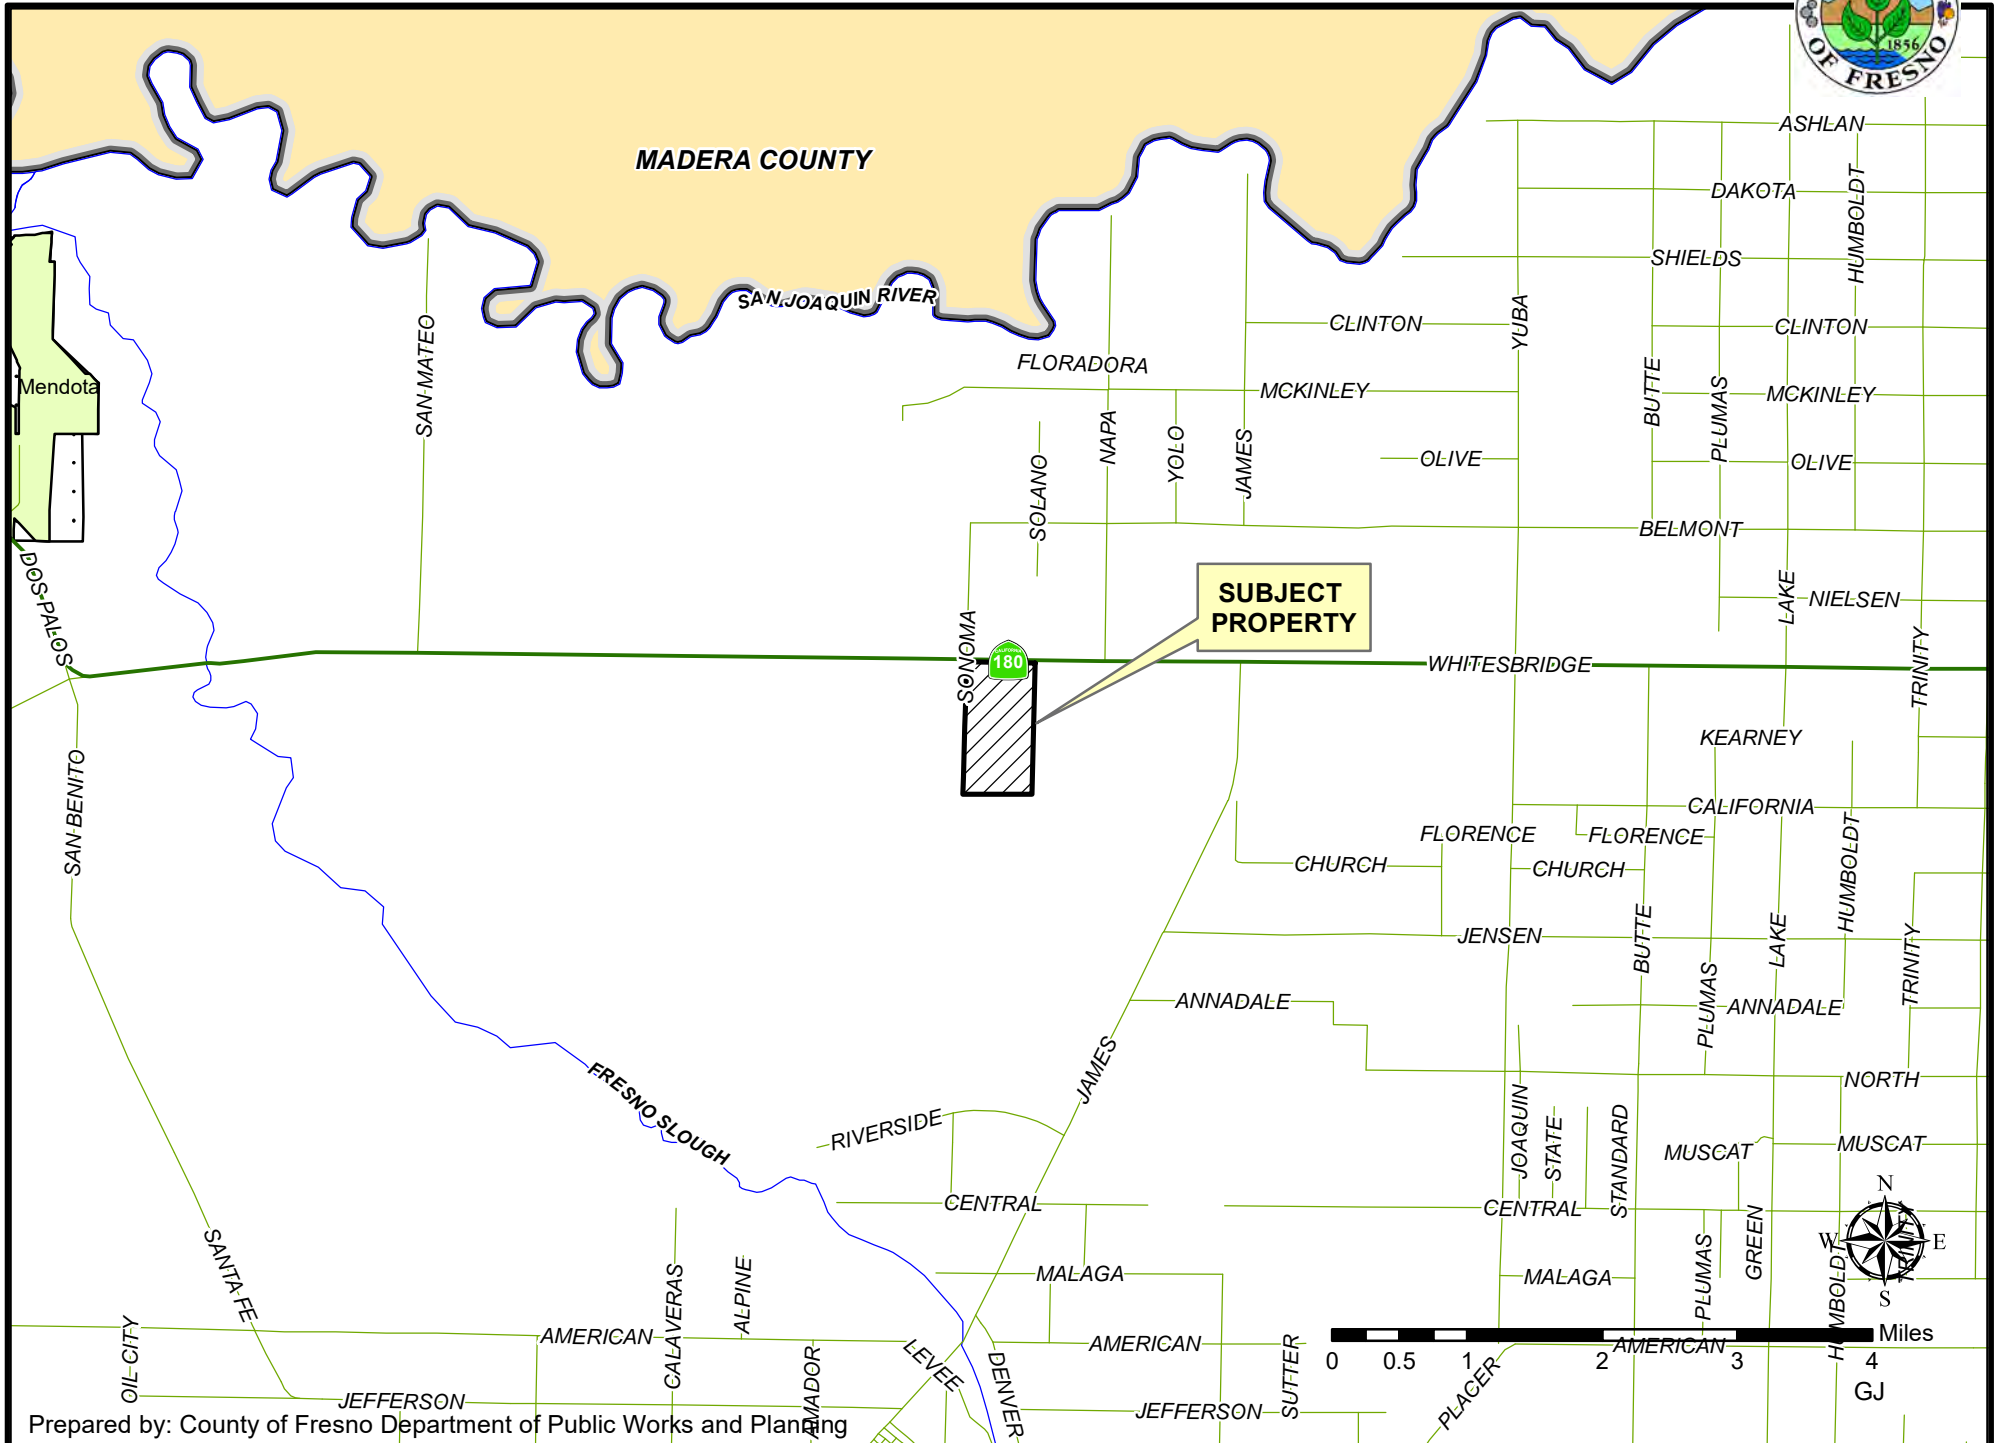 1856
OF FRESNO
ASHLAN
MADERA COUNTY
DAKOTA
HUMBOLDT
SHIELDS
SAN JOAQUIN RIVER
SAN MATEO
YUBA
CLINTON
CLINTON
FLORADORA
Mendota
MCKINLEY
BUTTE
PLUMAS
MCKINLEY
NAPA
YOLO
JAMES
SOLANO
OLIVE
OLIVE
BELMONT
DOS PALOS
SUBJECT
PROPERTY
LAKE
NIELSEN
SONOMA
CALIFORNIA
180
WHITESBRIDGE
TRINITY
KEARNEY
SAN BENITO
CALIFORNIA
FLORENCE
FLORENCE
HUMBOLDT
CHURCH
CHURCH
JENSEN
BUTTE
LAKE
TRINITY
ANNADALE
PLUMAS
ANNADALE
JAMES
FRESNO SLOUGH
NORTH
RIVERSIDE
JOAQUIN
STATE
STANDARD
MUSCAT
MUSCAT
CENTRAL
CENTRAL
N
W
E
S
TRINITY
SANTA FE
CALAVERAS
ALPINE
MALAGA
MALAGA
PLUMAS
GREEN
HUMBOLDT
OIL CITY
AMERICAN
AMERICAN
AMERICAN
Miles
0 0.5 1 2 3 4
AMADOR
LEVEE
DENVER
SUTTER
PLACER
GJ
JEFFERSON
JEFFERSON
Prepared by: County of Fresno Department of Public Works and Planning